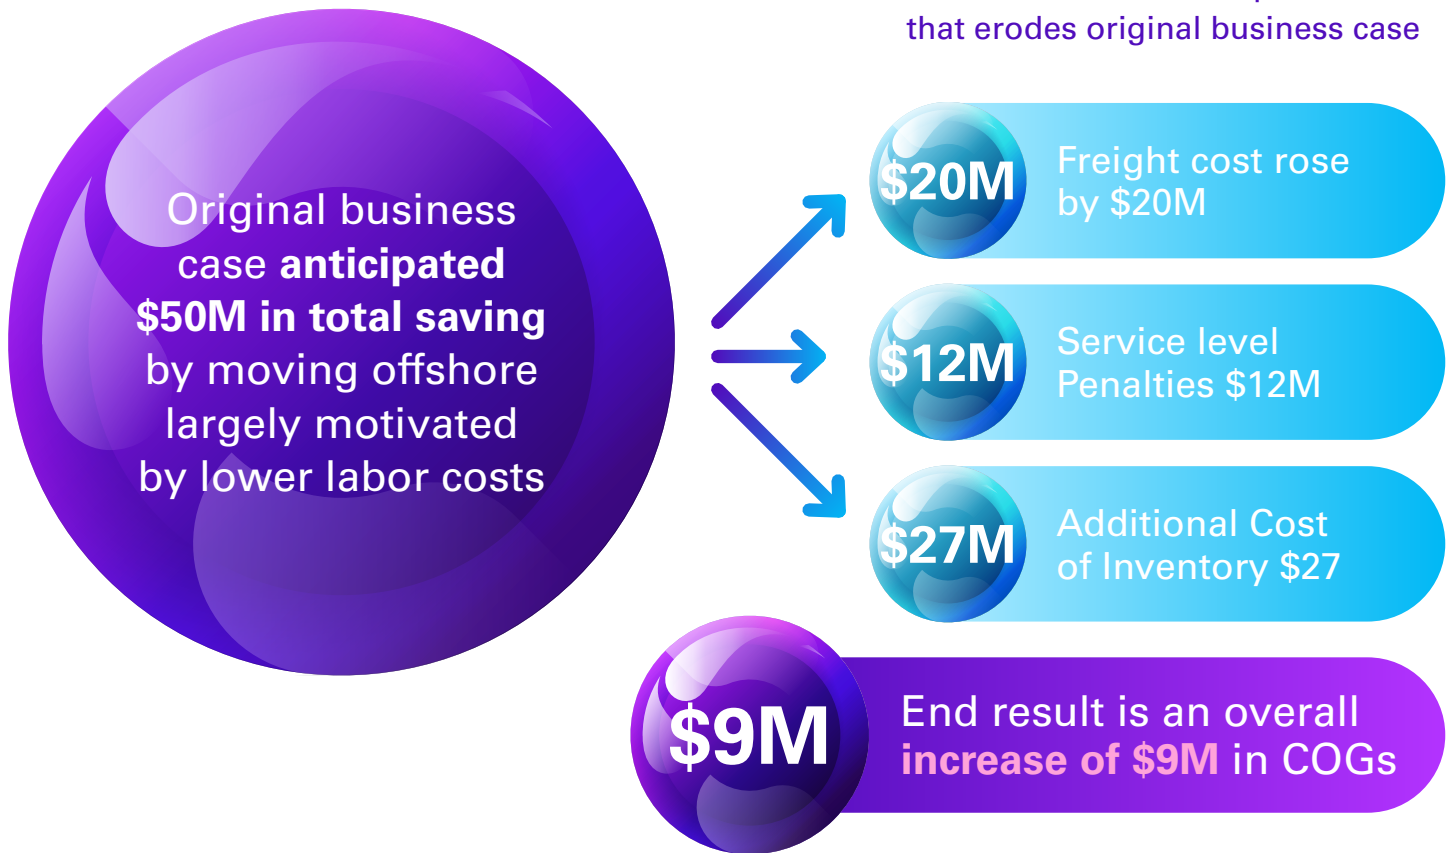 that erodes original business case
Original business
case anticipated
$50M in total saving
by moving offshore
largely motivated
by lower labor costs
$20M
Freight cost rose
by $20M
$12M
Service level
Penalties $12M
$27M
Additional Cost
of Inventory $27
$9M
End result is an overall
increase of $9M in COGs